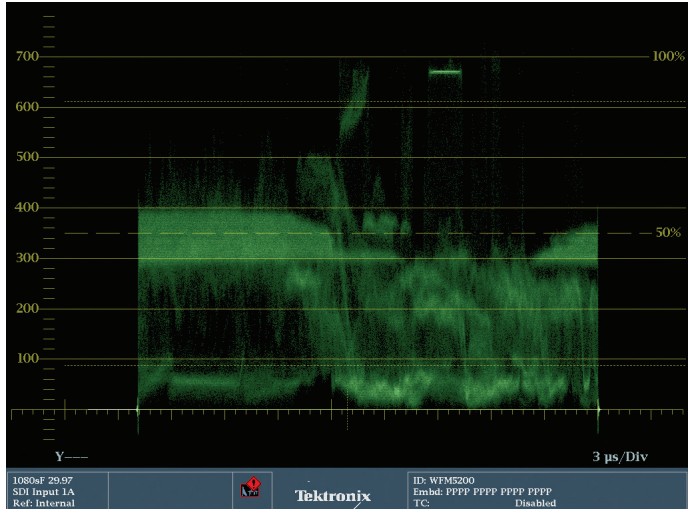 700
100%
600
500
400
50%
300
200
100
Y---
3 µs/Div
1080sF 29.97
SDI Input 1A
Ref: Internal
Tektronix
ID: WFM5200
Embd: PPPP PPPP PPPP PPPP
TC: Disabled